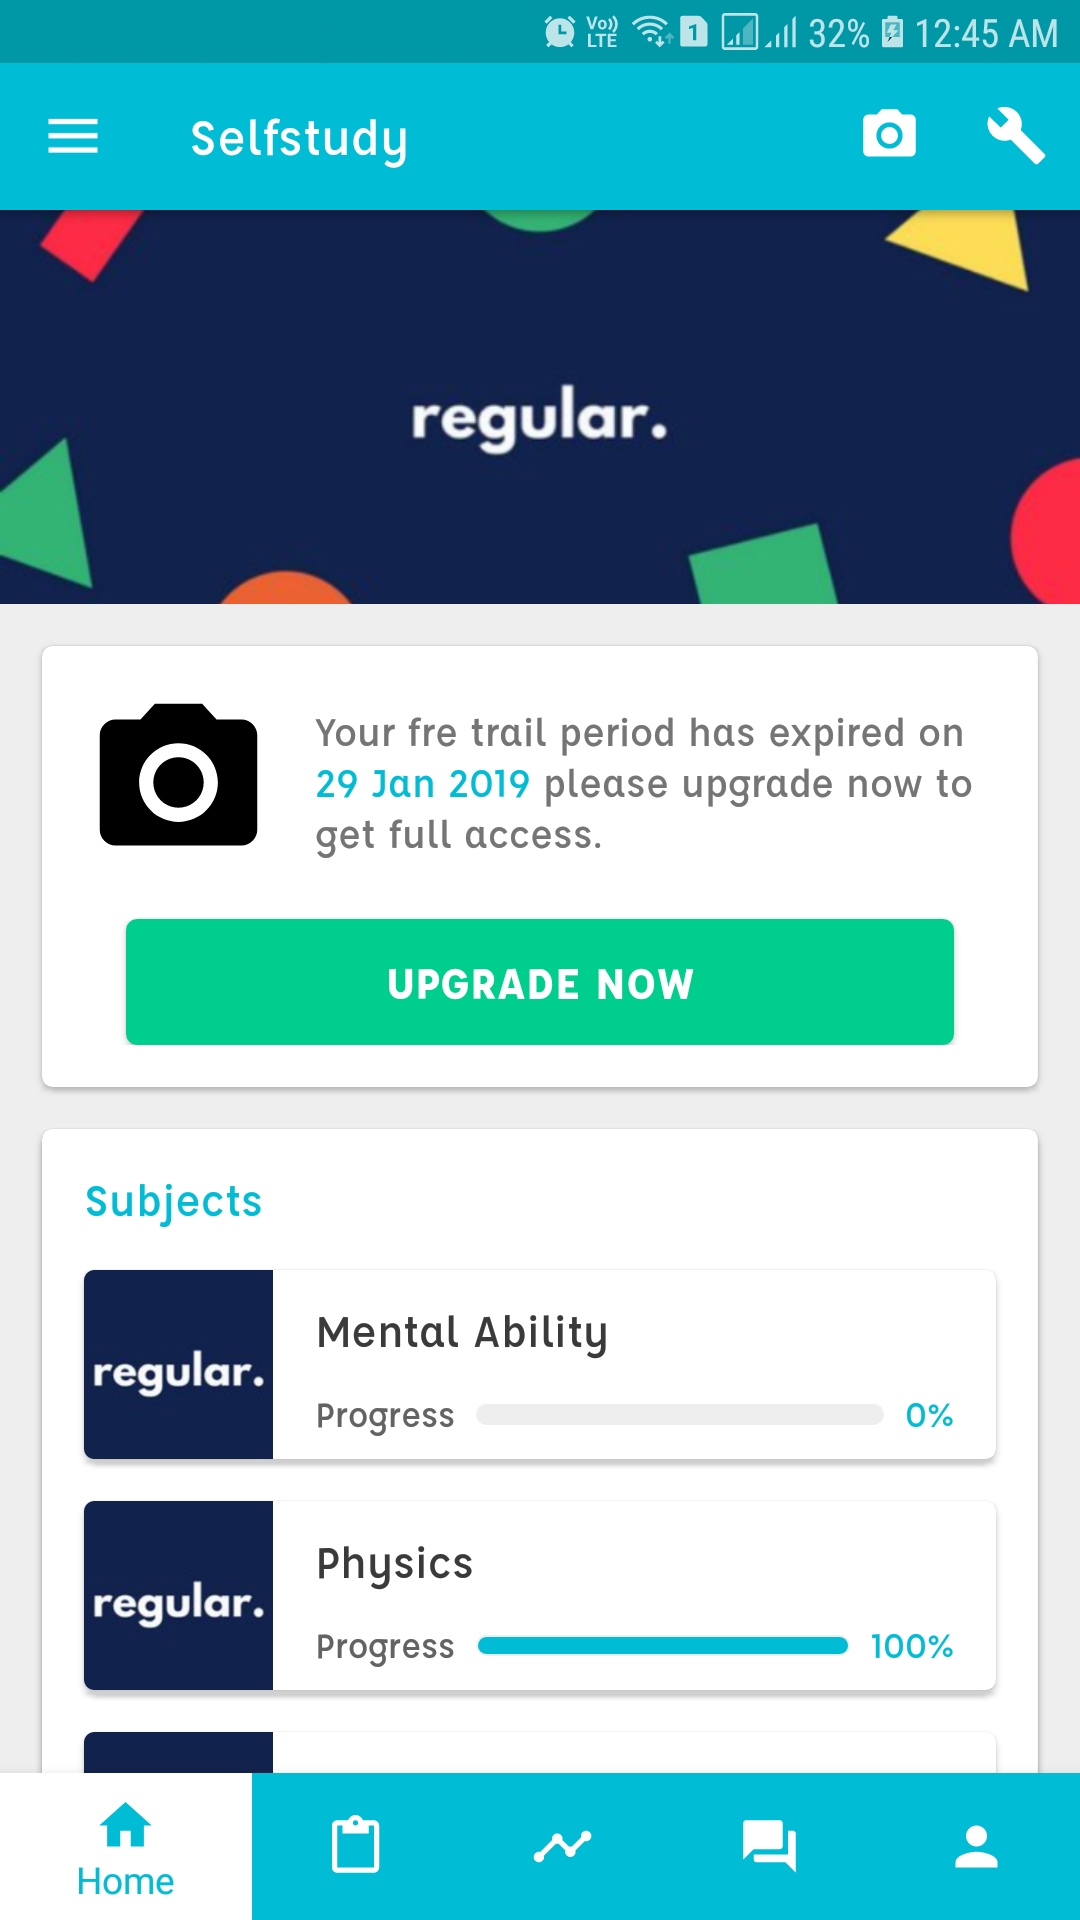 Vo)) LTE 1 32% 12:45 AM
Selfstudy
regular.
Your fre trail period has expired on
29 Jan 2019 please upgrade now to
get full access.
UPGRADE NOW
Subjects
regular.
Mental Ability
Progress 0%
regular.
Physics
Progress 100%
Home